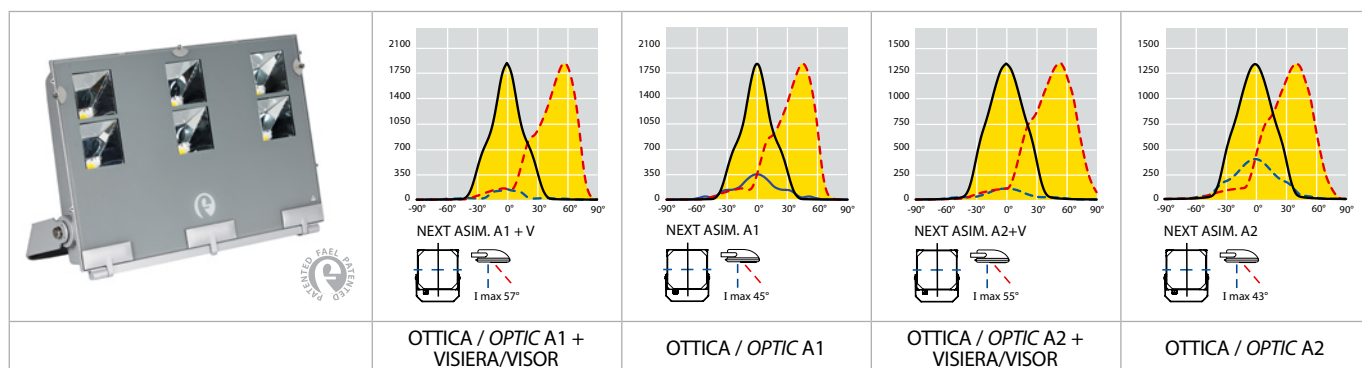 PATENTED FAEL PATENTED
2100
1750
1400
1050
700
350
0
-90° -60° -30° 0° 30° 60° 90°
NEXT ASIM. A1 + V
I max 57°
2100
1750
1400
1050
700
350
0
-90° -60° -30° 0° 30° 60° 90°
NEXT ASIM. A1
I max 45°
1500
1250
1000
750
500
250
0
-90° -60° -30° 0° 30° 60° 90°
NEXT ASIM. A2+V
I max 55°
1500
1250
1000
750
500
250
0
-90° -60° -30° 0° 30° 60° 90°
NEXT ASIM. A2
I max 43°
OTTICA / OPTIC A1 +
VISIERA/VISOR
OTTICA / OPTIC A1
OTTICA / OPTIC A2 +
VISIERA/VISOR
OTTICA / OPTIC A2